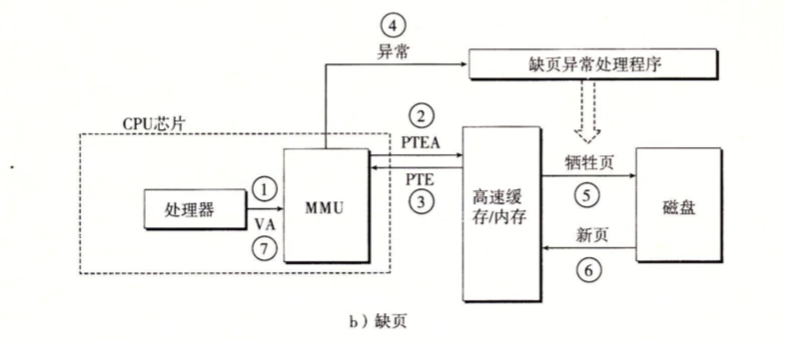 ④
异常
缺页异常处理程序
CPU芯片
②
PTEA
PTE
③
处理器
①
VA
⑦
MMU
高速缓
存/内存
牺牲页
⑤
新页
⑥
磁盘
b）缺页